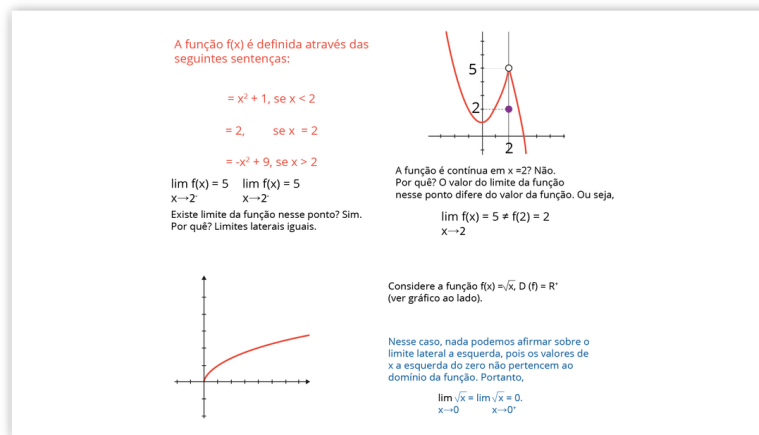 A função f(x) é definida através das
seguintes sentenças:
= x² + 1, se x < 2
= 2, se x = 2
= -x² + 9, se x > 2
lim f(x) = 5 lim f(x) = 5
x→2⁻ x→2⁻
Existe limite da função nesse ponto? Sim.
Por quê? Limites laterais iguais.
5
2
2
A função é contínua em x =2? Não.
Por quê? O valor do limite da função
nesse ponto difere do valor da função. Ou seja,
lim f(x) = 5 ≠ f(2) = 2
x→2
Considere a função f(x) =√x, D (f) = R⁺
(ver gráfico ao lado).
Nesse caso, nada podemos afirmar sobre o
limite lateral a esquerda, pois os valores de
x a esquerda do zero não pertencem ao
domínio da função. Portanto,
lim √x = lim √x = 0.
x→0 x→0⁺